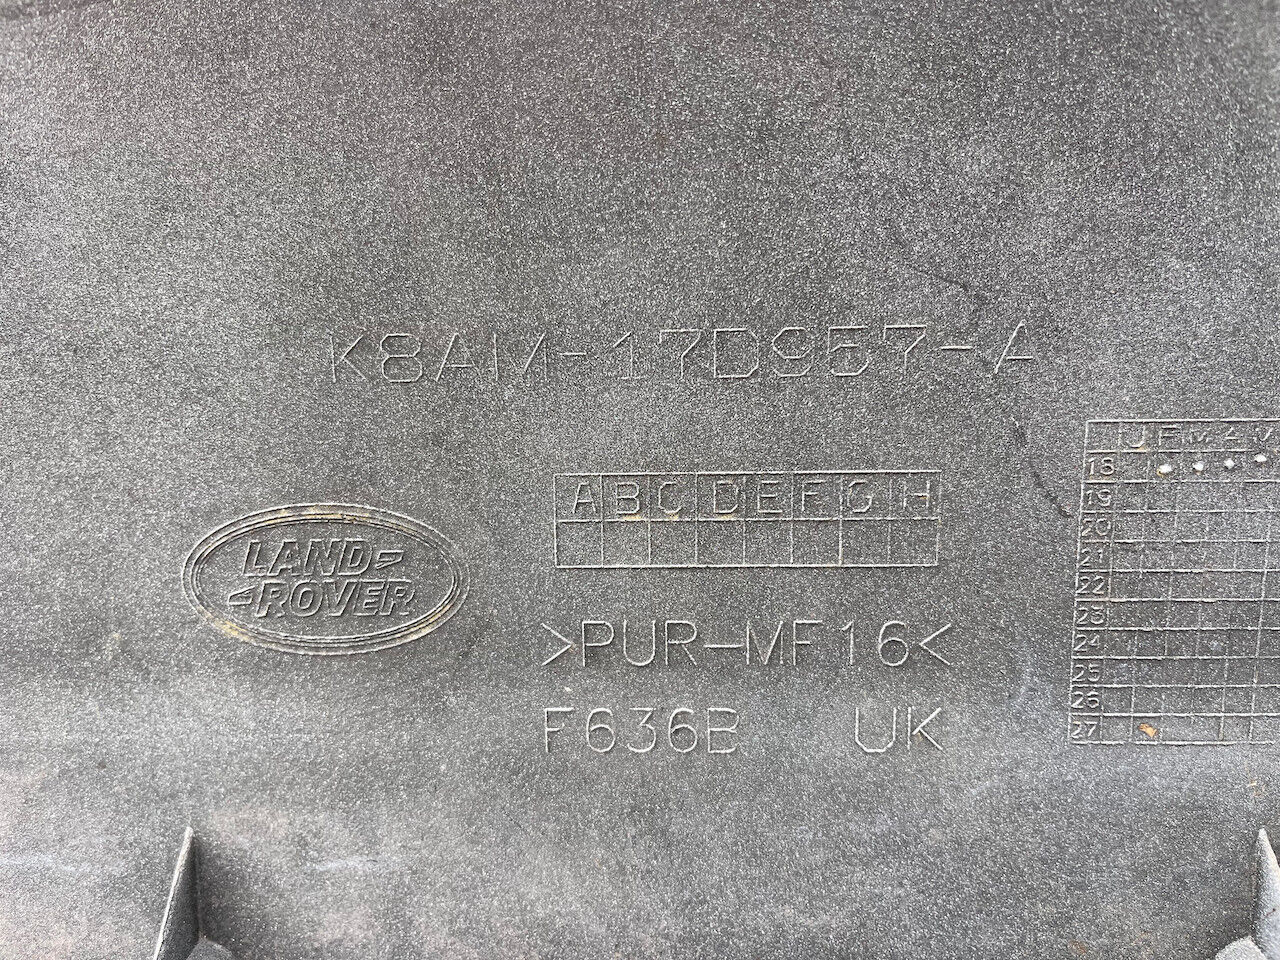 K8AM-17D957-A
A B C D E F G H
LAND
ROVER
>PUR-MF16<
F636B UK
J F M A M
18
19
20
21
22
23
24
25
26
27